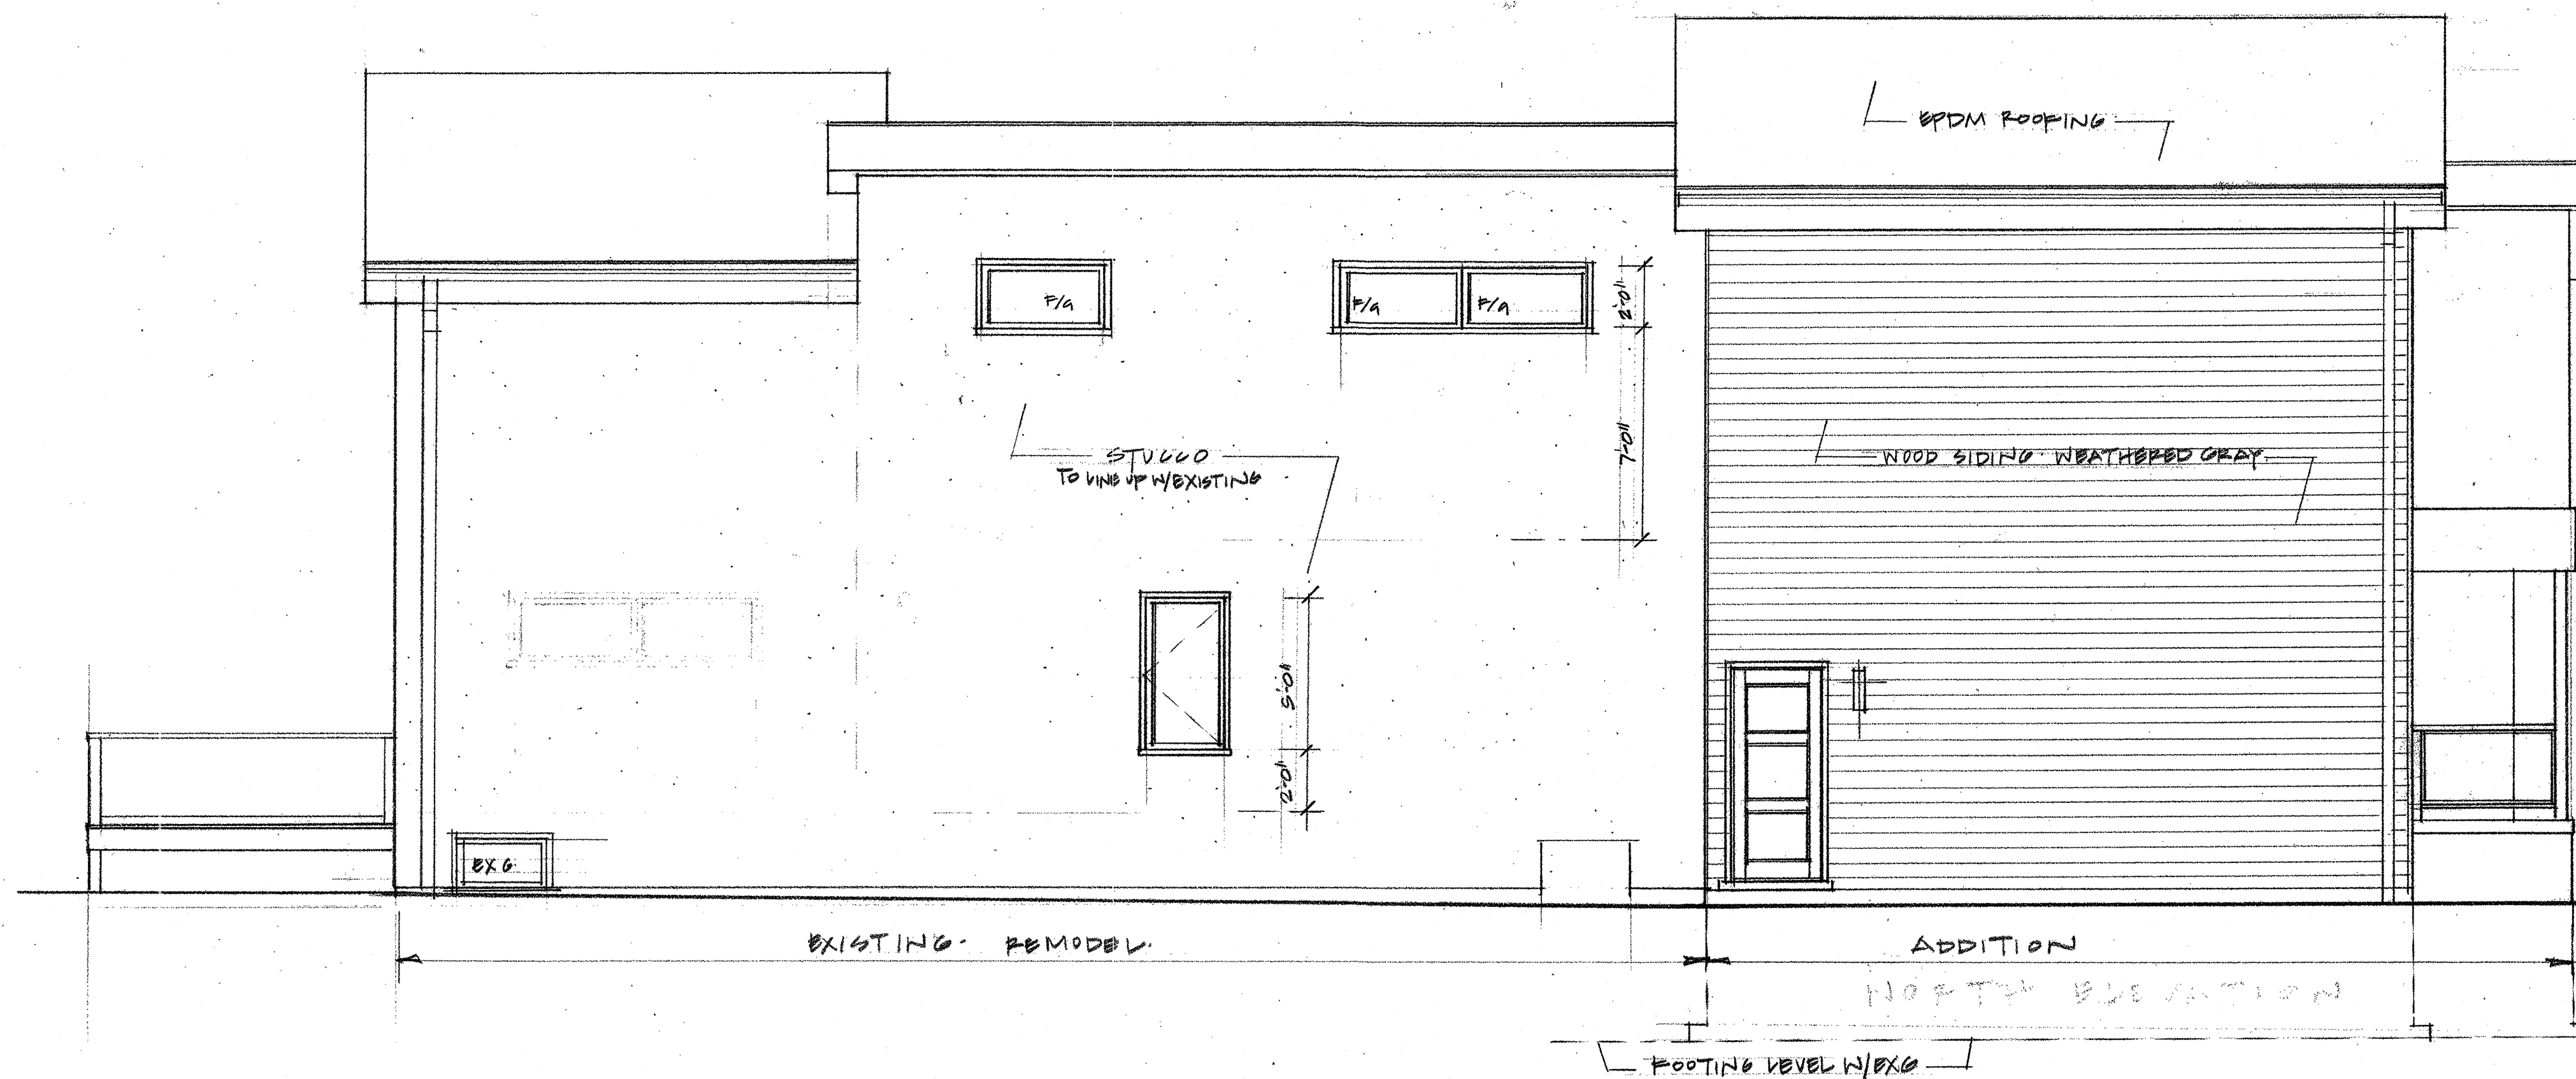 EPDM ROOFING
F/G
F/G
F/G
2'-0"
7'-0"
STUCCO
TO LINE UP W/EXISTING
WOOD SIDING · WEATHERED GRAY
5'-0"
2'-0"
EXG
EXISTING · REMODEL
ADDITION
NORTH ELEVATION
FOOTING LEVEL W/EXG